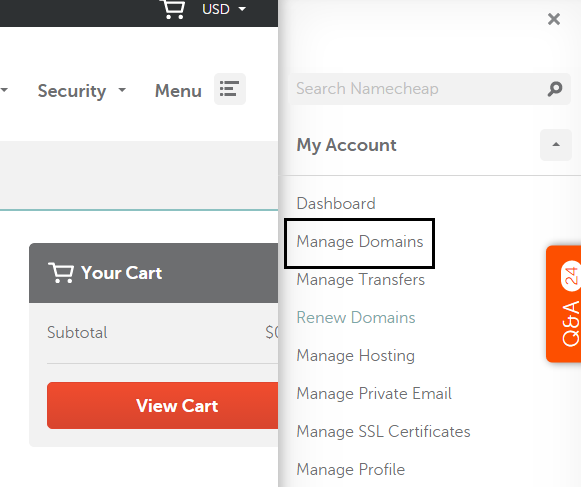 USD
Security
Menu
Your Cart
Subtotal
$0
View Cart
Search Namecheap
My Account
Dashboard
Manage Domains
Manage Transfers
Renew Domains
Manage Hosting
Manage Private Email
Manage SSL Certificates
Manage Profile
Q&A 24